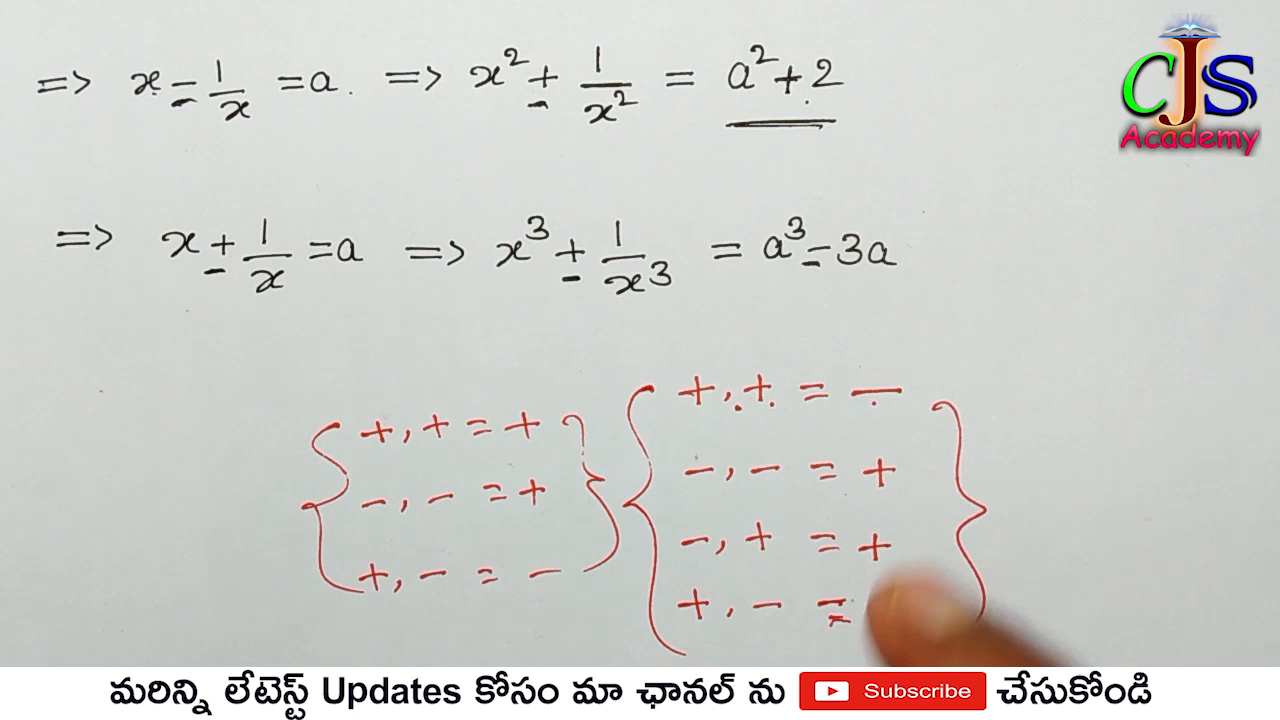 => x - 1/x = a. => x² + 1/x² = a² + 2
CJS
Academy
=> x + 1/x = a => x³ + 1/x³ = a³ - 3a
+, + = +
-, - = +
+, - = -
+, + = -
-, - = +
-, + = +
+, - =
మరిన్ని లేటెస్ట్ Updates కోసం మా ఛానల్ ను Subscribe చేసుకోండి